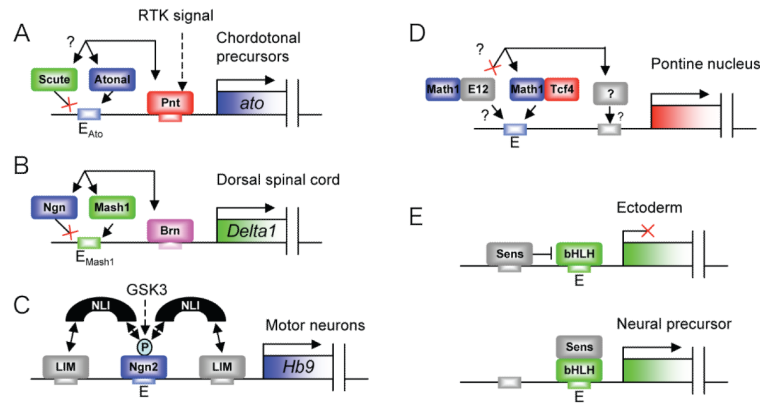 A
RTK signal
?
Chordotonal
precursors
Scute
Atonal
Pnt
ato
EAto
B
Dorsal spinal cord
Ngn
Mash1
Brn
Delta1
EMash1
C
GSK3
NLI
NLI
Motor neurons
P
LIM
Ngn2
LIM
Hb9
E
D
?
Pontine nucleus
Math1
E12
Math1
Tcf4
?
?
?
E
E
Ectoderm
Sens
bHLH
E
Neural precursor
Sens
bHLH
E